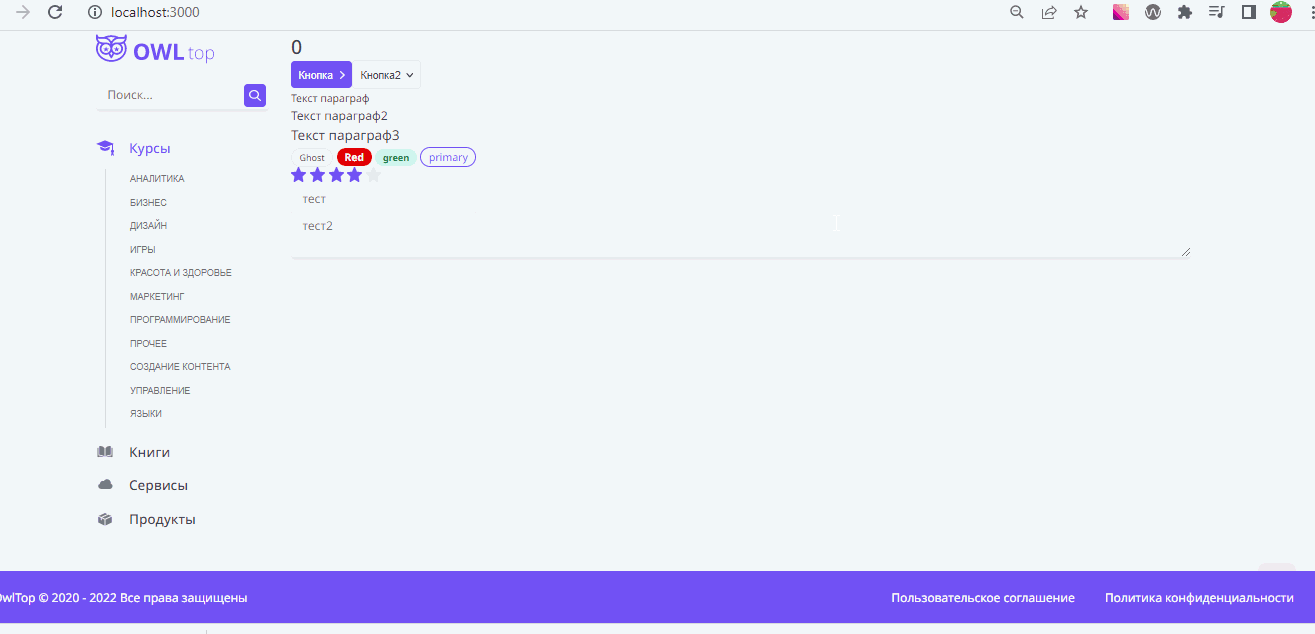 localhost:3000
OWL top
Поиск...
Курсы
АНАЛИТИКА
БИЗНЕС
ДИЗАЙН
ИГРЫ
КРАСОТА И ЗДОРОВЬЕ
МАРКЕТИНГ
ПРОГРАММИРОВАНИЕ
ПРОЧЕЕ
СОЗДАНИЕ КОНТЕНТА
УПРАВЛЕНИЕ
ЯЗЫКИ
Книги
Сервисы
Продукты
0
Кнопка Кнопка2
Текст параграф
Текст параграф2
Текст параграф3
Ghost Red green primary
тест
тест2
OwlTop © 2020 - 2022 Все права защищены
Пользовательское соглашение Политика конфиденциальности